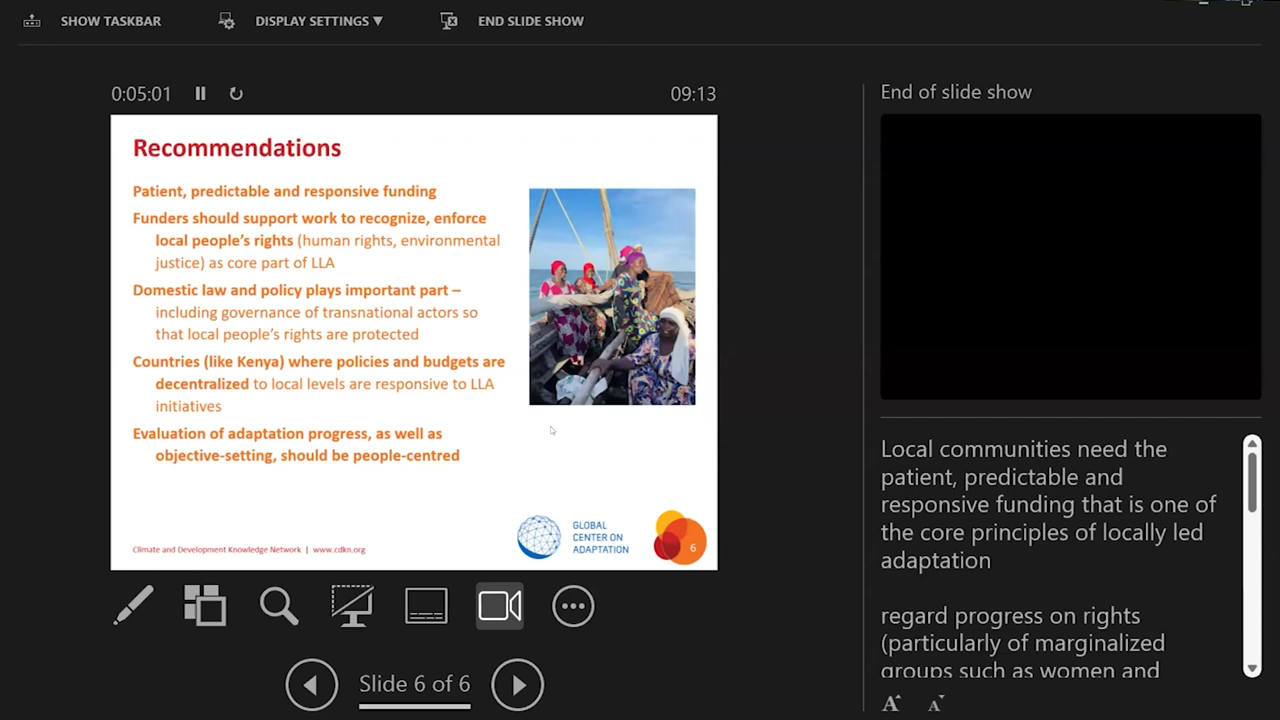 SHOW TASKBAR
DISPLAY SETTINGS ▼
END SLIDE SHOW
0:05:01
09:13
Recommendations
Patient, predictable and responsive funding
Funders should support work to recognize, enforce
local people's rights (human rights, environmental
justice) as core part of LLA
Domestic law and policy plays important part –
including governance of transnational actors so
that local people's rights are protected
Countries (like Kenya) where policies and budgets are
decentralized to local levels are responsive to LLA
initiatives
Evaluation of adaptation progress, as well as
objective-setting, should be people-centred
Climate and Development Knowledge Network | www.cdkn.org
GLOBAL
CENTER ON
ADAPTATION
6
Slide 6 of 6
End of slide show
Local communities need the
patient, predictable and
responsive funding that is one of
the core principles of locally led
adaptation
regard progress on rights
(particularly of marginalized
groups such as women and
A A